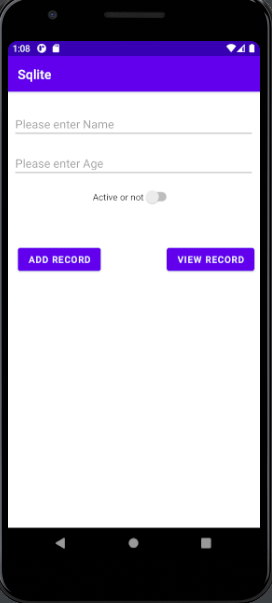 1:08
Sqlite
Please enter Name
Please enter Age
Active or not
ADD RECORD VIEW RECORD